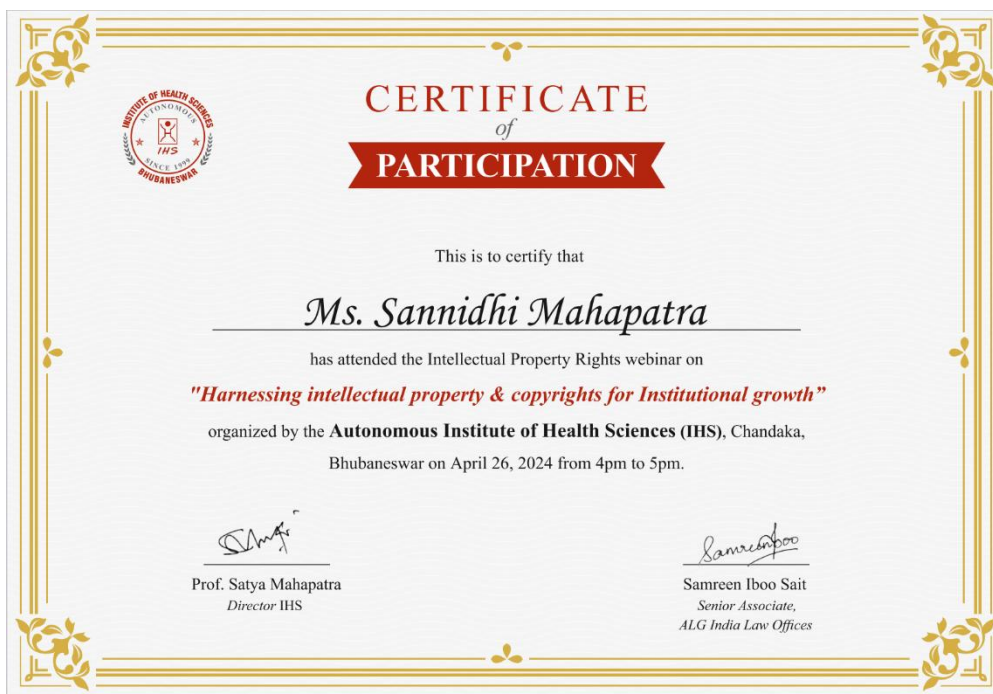 INSTITUTE OF HEALTH SCIENCES
AUTONOMOUS
IHS
SINCE 1999
BHUBANESWAR
CERTIFICATE
of
PARTICIPATION
This is to certify that
Ms. Sannidhi Mahapatra
has attended the Intellectual Property Rights webinar on
"Harnessing intellectual property & copyrights for Institutional growth”
organized by the Autonomous Institute of Health Sciences (IHS), Chandaka,
Bhubaneswar on April 26, 2024 from 4pm to 5pm.
Samreeniboo
Prof. Satya Mahapatra
Director IHS
Samreen Iboo Sait
Senior Associate,
ALG India Law Offices